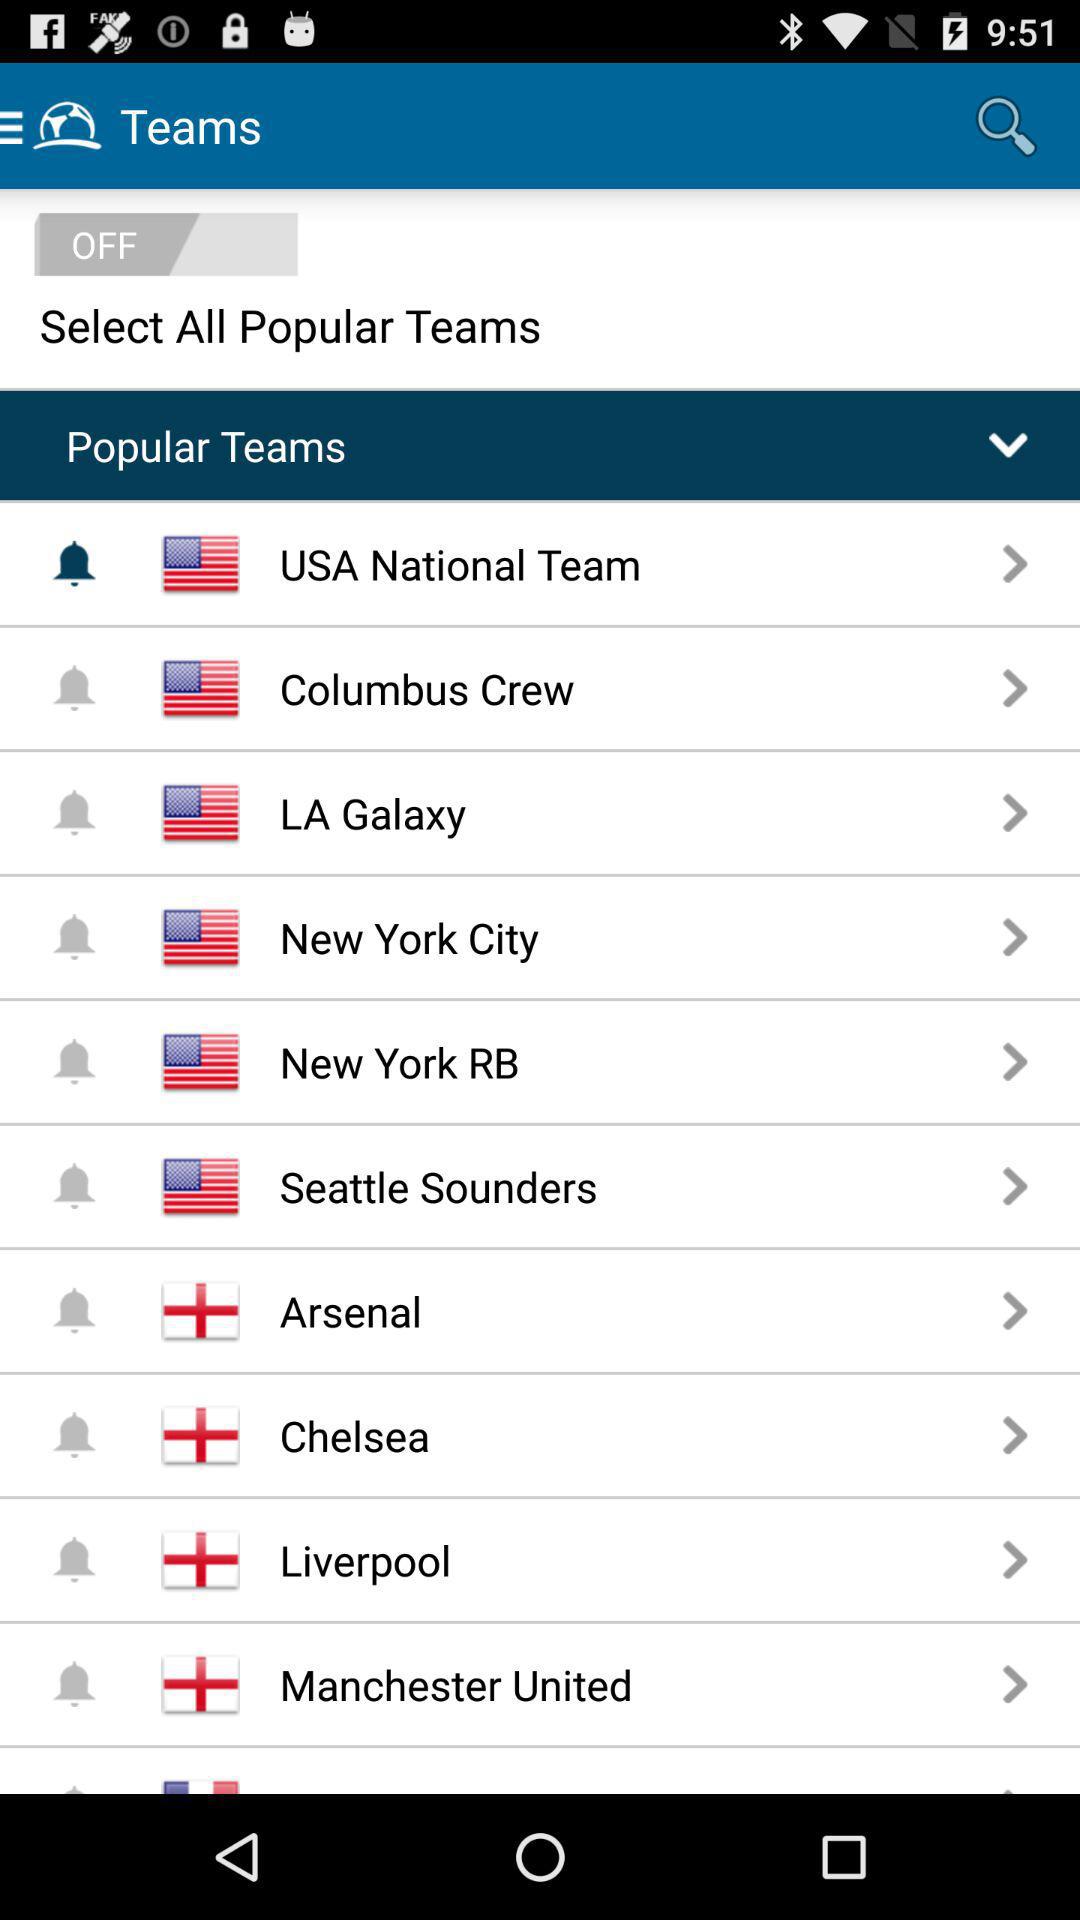 FAKE
9:51
Teams
OFF
Select All Popular Teams
Popular Teams
USA National Team
Columbus Crew
LA Galaxy
New York City
New York RB
Seattle Sounders
Arsenal
Chelsea
Liverpool
Manchester United